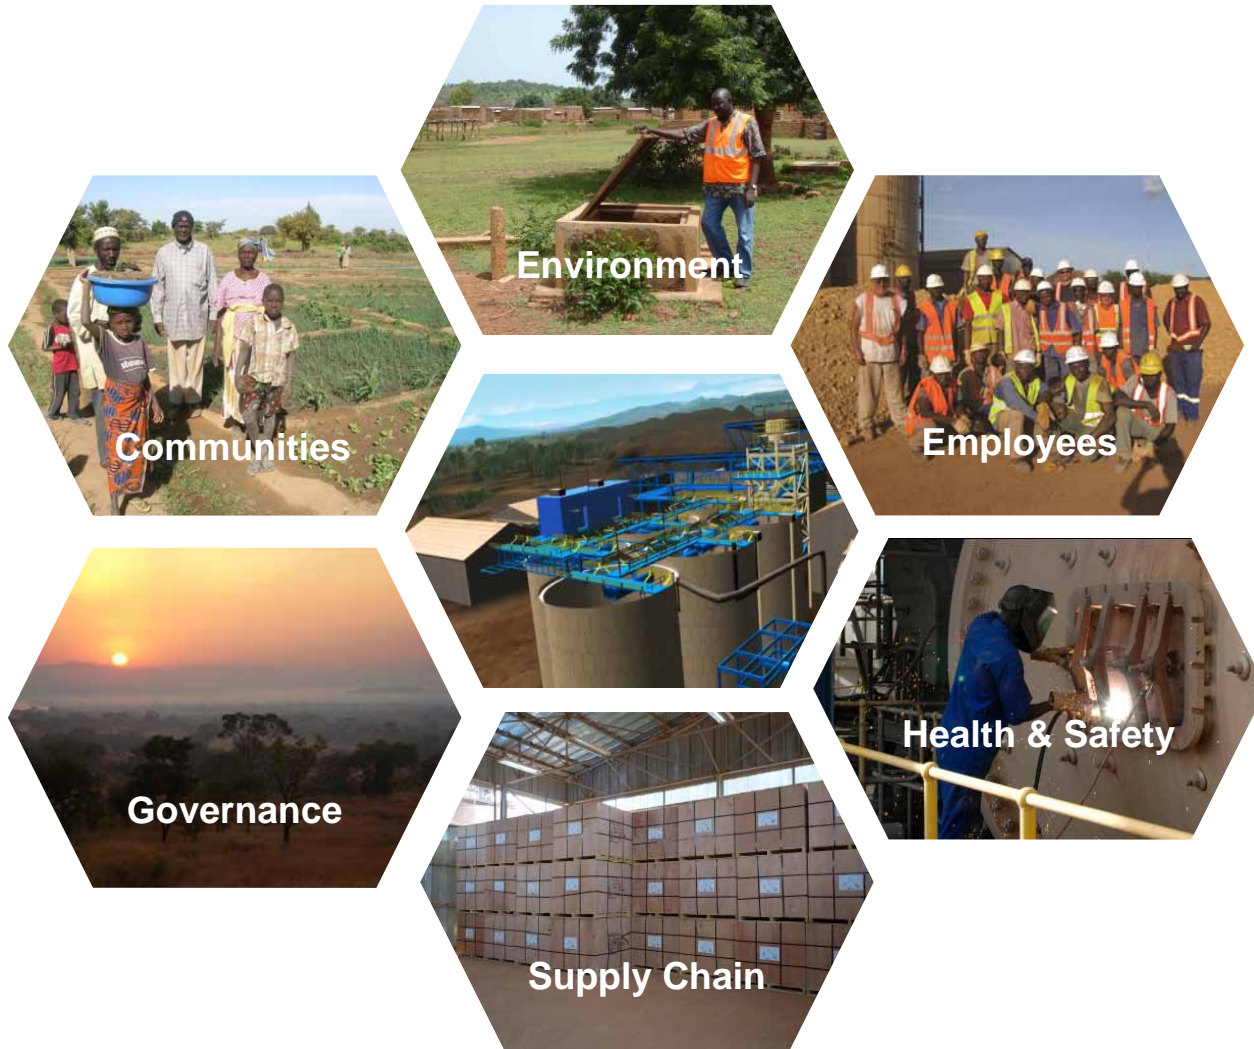 Environment
Communities
Employees
Health & Safety
Governance
Supply Chain